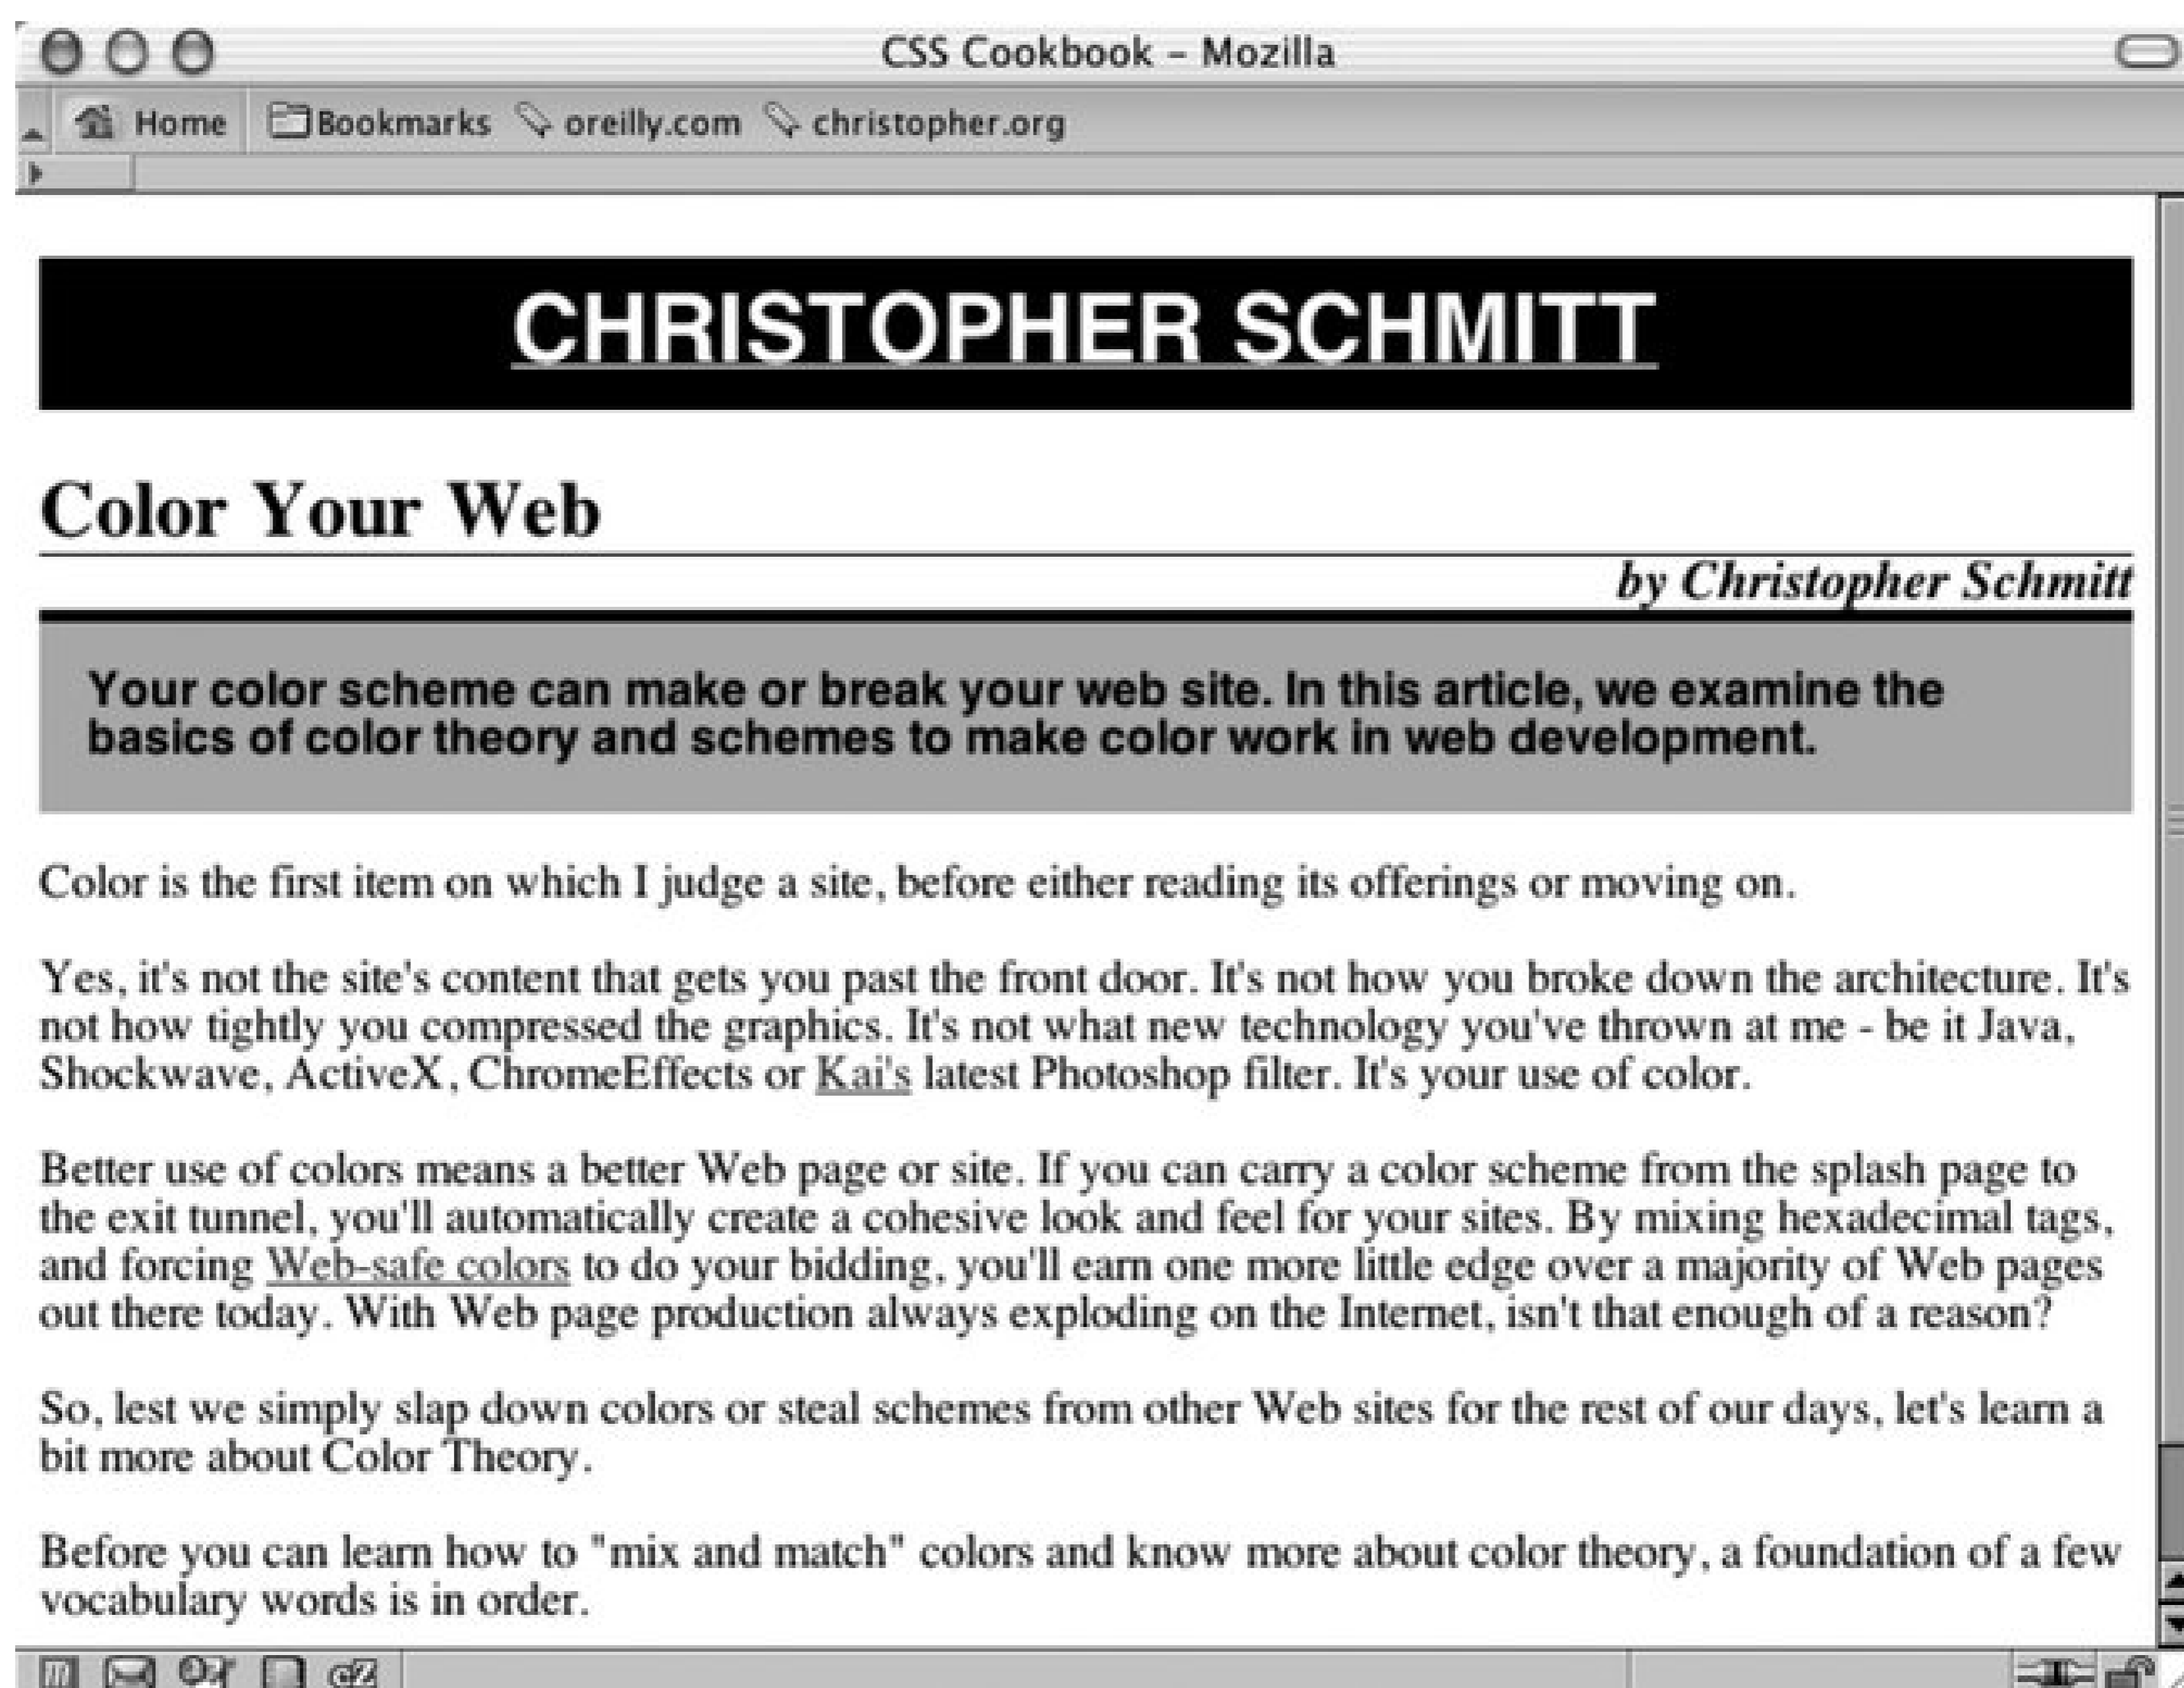 CSS Cookbook – Mozilla
Home Bookmarks oreilly.com christopher.org
CHRISTOPHER SCHMITT
Color Your Web
by Christopher Schmitt
Your color scheme can make or break your web site. In this article, we examine the
basics of color theory and schemes to make color work in web development.
Color is the first item on which I judge a site, before either reading its offerings or moving on.
Yes, it's not the site's content that gets you past the front door. It's not how you broke down the architecture. It's
not how tightly you compressed the graphics. It's not what new technology you've thrown at me - be it Java,
Shockwave, ActiveX, ChromeEffects or Kai's latest Photoshop filter. It's your use of color.
Better use of colors means a better Web page or site. If you can carry a color scheme from the splash page to
the exit tunnel, you'll automatically create a cohesive look and feel for your sites. By mixing hexadecimal tags,
and forcing Web-safe colors to do your bidding, you'll earn one more little edge over a majority of Web pages
out there today. With Web page production always exploding on the Internet, isn't that enough of a reason?
So, lest we simply slap down colors or steal schemes from other Web sites for the rest of our days, let's learn a
bit more about Color Theory.
Before you can learn how to "mix and match" colors and know more about color theory, a foundation of a few
vocabulary words is in order.